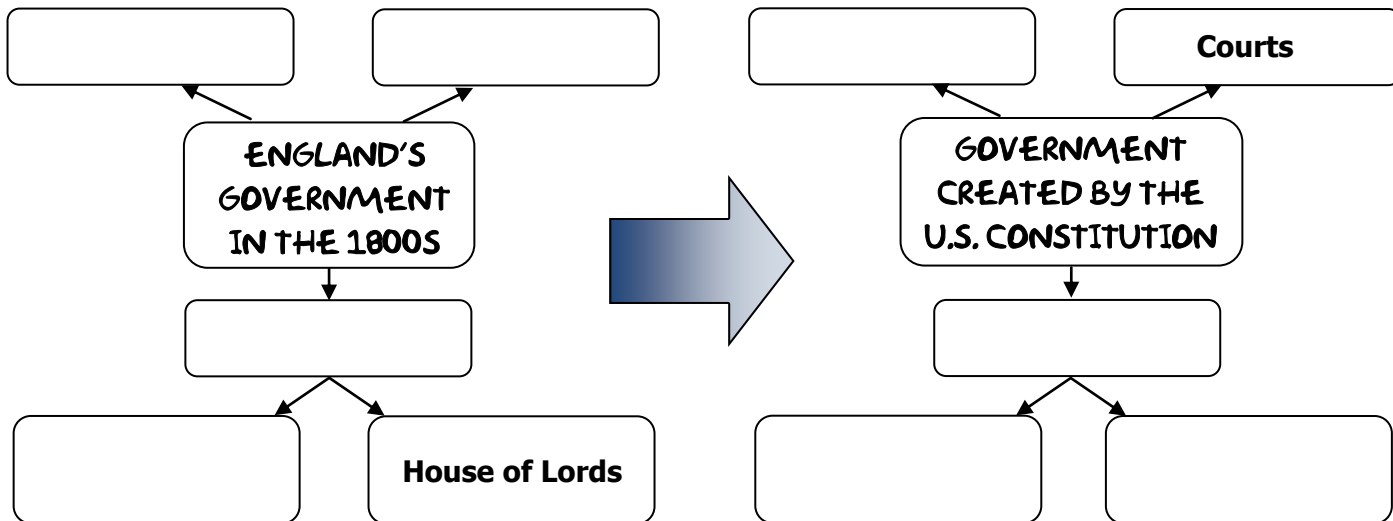 Courts
ENGLAND'S
GOVERNMENT
IN THE 1800S
GOVERNMENT
CREATED BY THE
U.S. CONSTITUTION
House of Lords